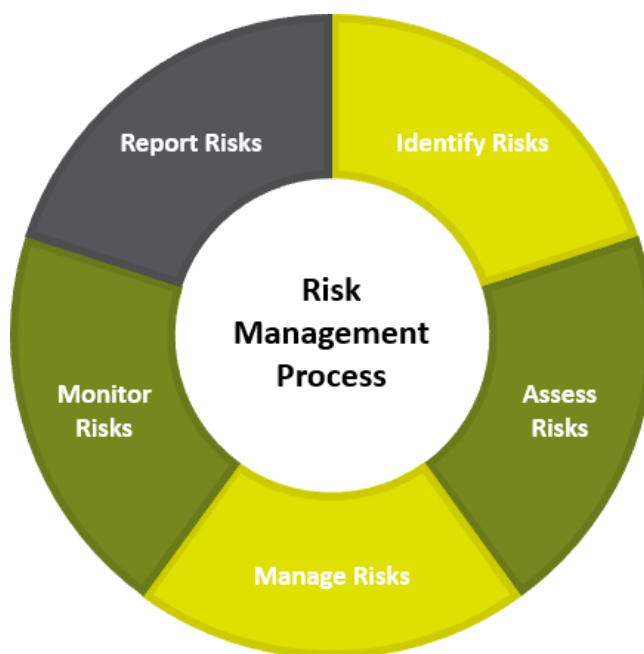 Risk
Management
Process
Identify Risks
Assess
Risks
Manage Risks
Monitor
Risks
Report Risks